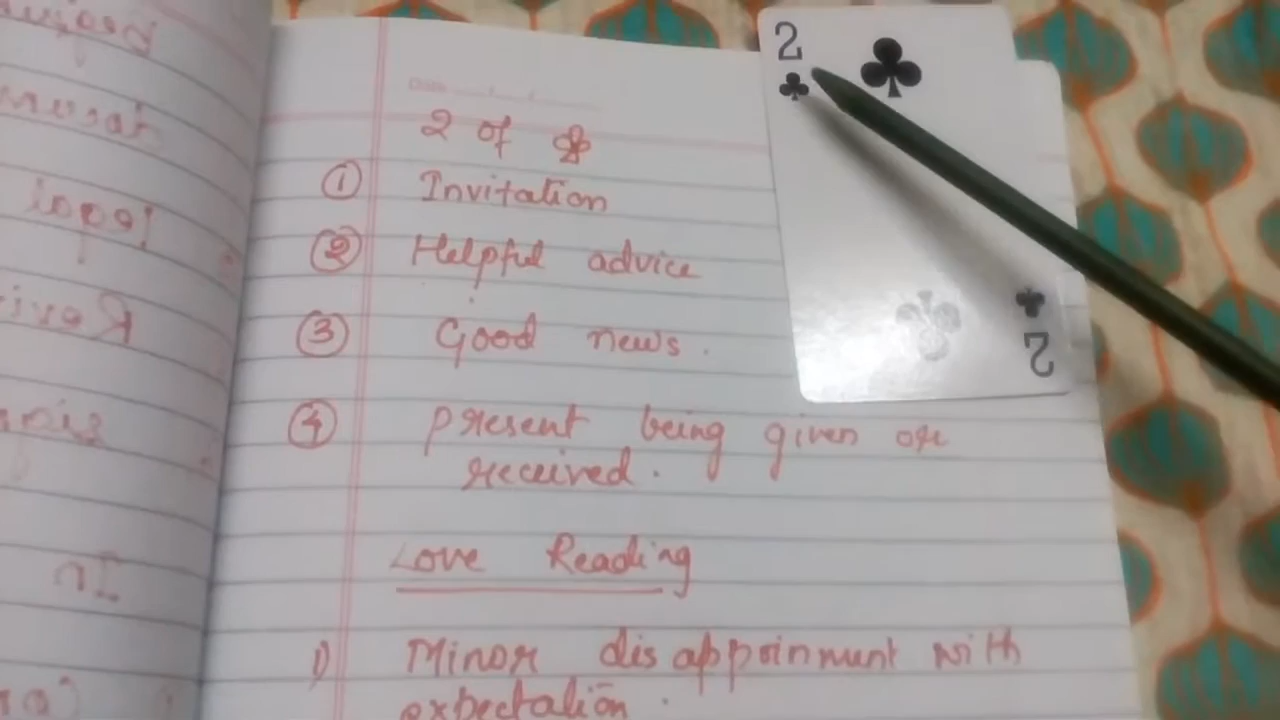 2
2 of ♣
① Invitation
② Helpful advice
③ Good news.
④ present being given or
received.
Love Reading
1) Minor disappoinment with
expectation.
2